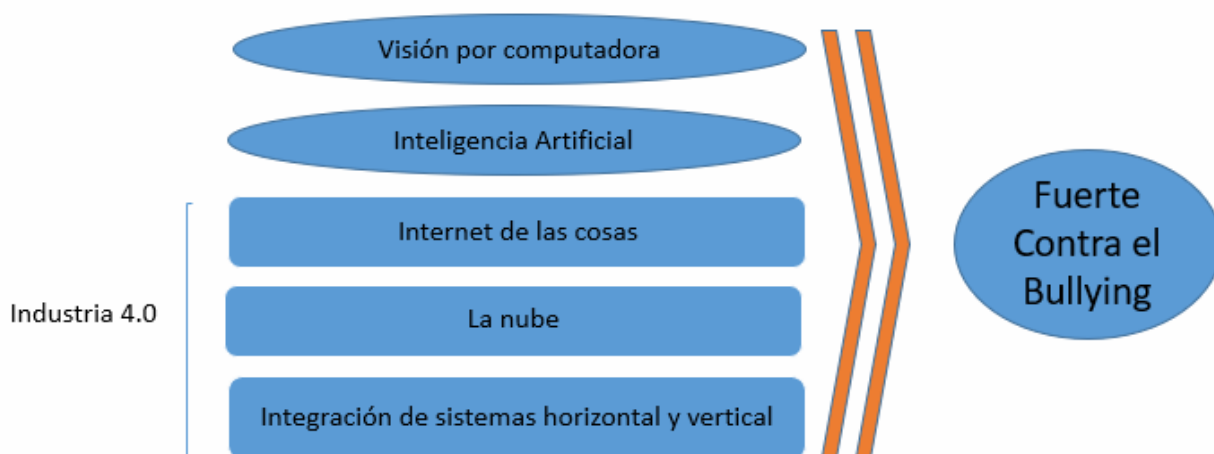 Visión por computadora
Inteligencia Artificial
Internet de las cosas
Industria 4.0
La nube
Integración de sistemas horizontal y vertical
Fuerte
Contra el
Bullying